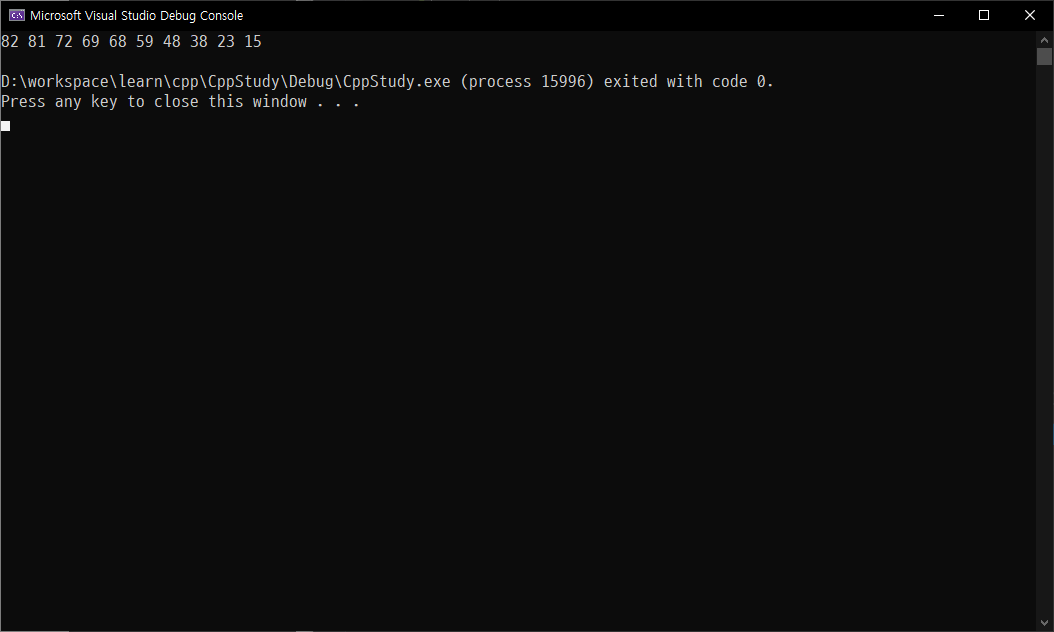 Microsoft Visual Studio Debug Console
82 81 72 69 68 59 48 38 23 15
D:\workspace\learn\cpp\CppStudy\Debug\CppStudy.exe (process 15996) exited with code 0.
Press any key to close this window . . .